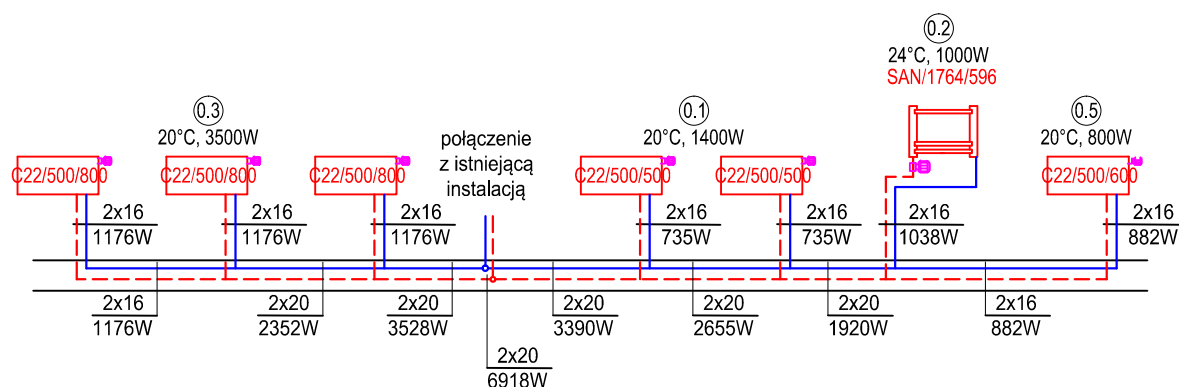 0.2
24°C, 1000W
SAN/1764/596
0.3
20°C, 3500W
0.1
20°C, 1400W
0.5
20°C, 800W
połączenie
z istniejącą
instalacją
C22/500/800
C22/500/800
C22/500/800
C22/500/500
C22/500/500
C22/500/600
2x16
1176W
2x16
1176W
2x16
1176W
2x16
735W
2x16
735W
2x16
1038W
2x16
882W
2x16
1176W
2x20
2352W
2x20
3528W
2x20
3390W
2x20
2655W
2x20
1920W
2x16
882W
2x20
6918W